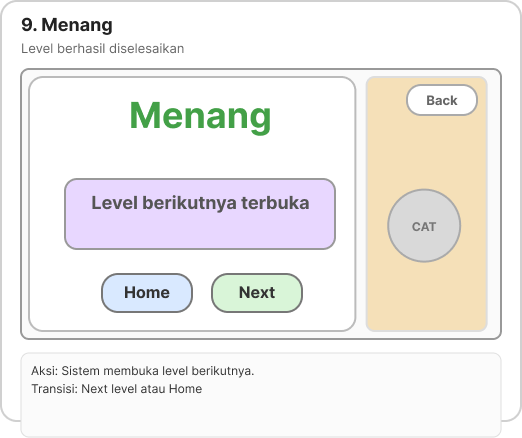 9. Menang
Level berhasil diselesaikan
Menang
Back
Level berikutnya terbuka
CAT
Home
Next
Aksi: Sistem membuka level berikutnya.
Transisi: Next level atau Home